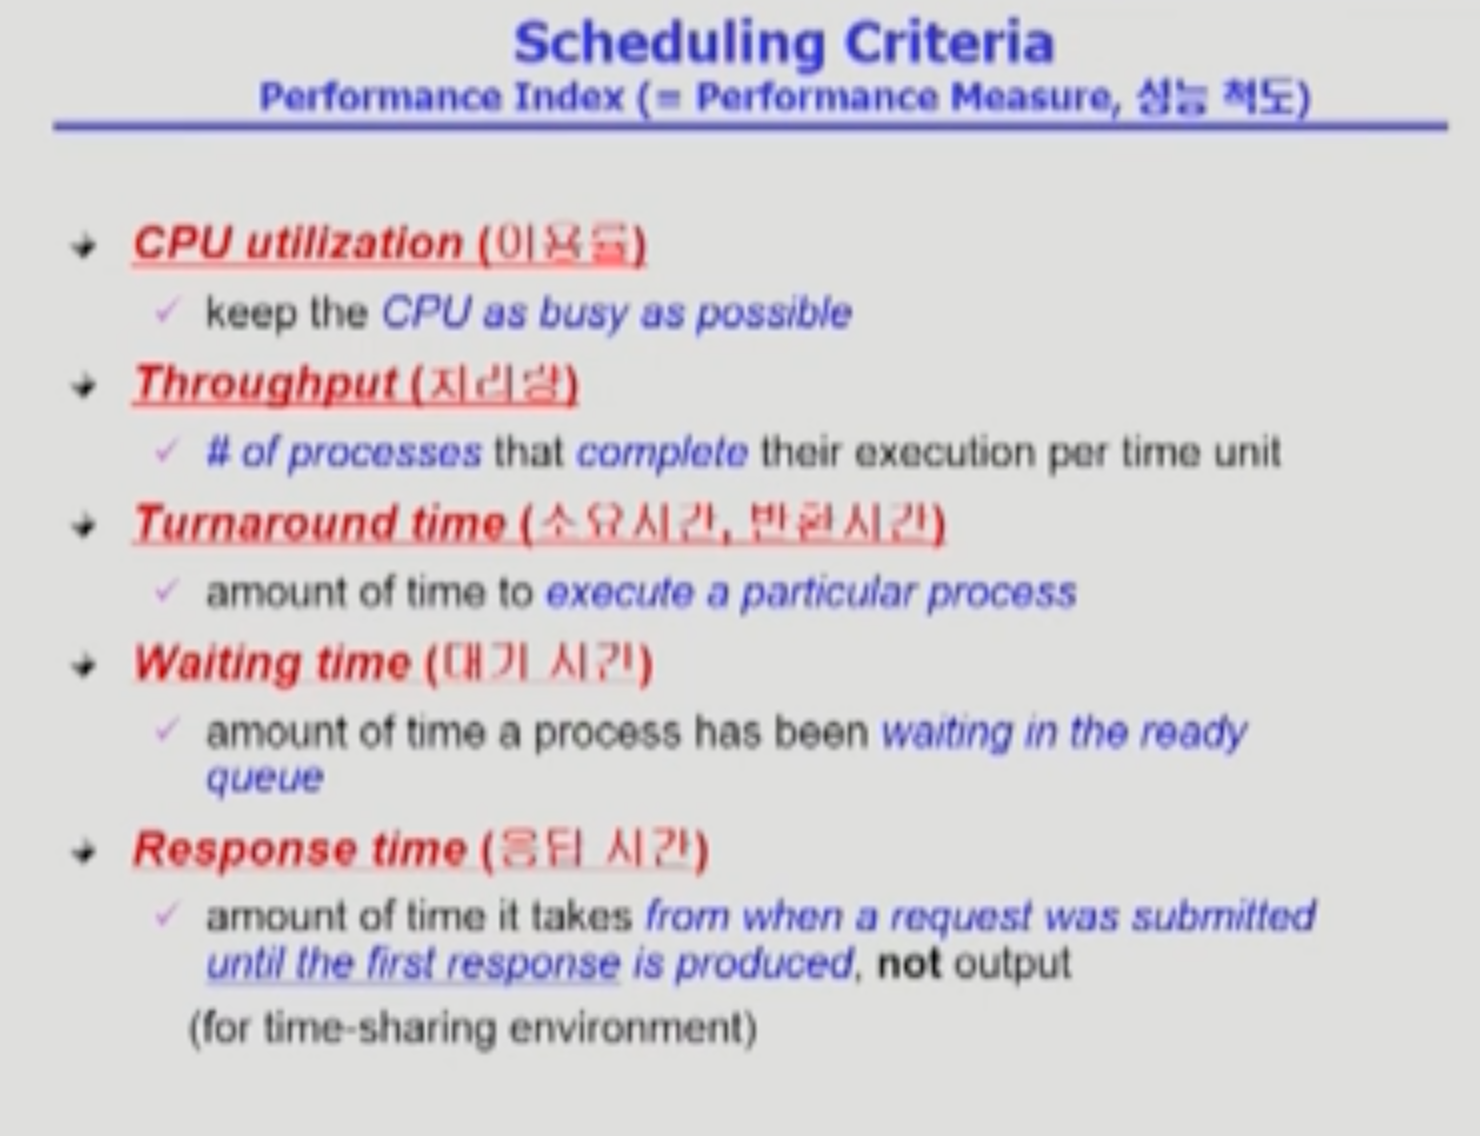 Scheduling Criteria
Performance Index (= Performance Measure, 성능 척도)
CPU utilization (이용률)
keep the CPU as busy as possible
Throughput (처리량)
# of processes that complete their execution per time unit
Turnaround time (소요시간, 반환시간)
amount of time to execute a particular process
Waiting time (대기 시간)
amount of time a process has been waiting in the ready
queue
Response time (응답 시간)
amount of time it takes from when a request was submitted
until the first response is produced, not output
(for time-sharing environment)